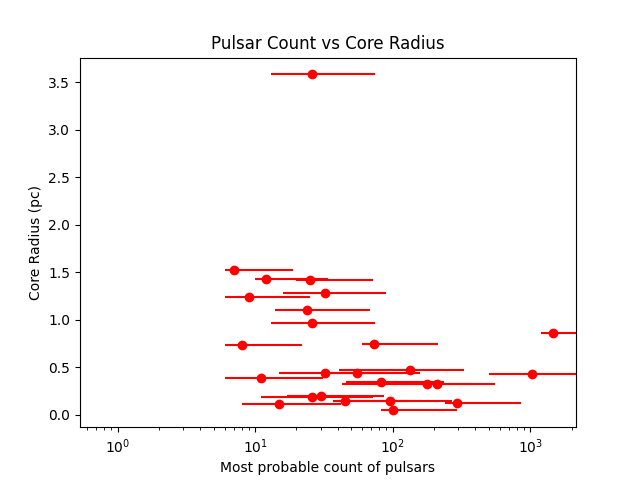 Pulsar Count vs Core Radius
3.5
3.0
2.5
2.0
1.5
1.0
0.5
0.0
Core Radius (pc)
10⁰ 10¹ 10² 10³
Most probable count of pulsars